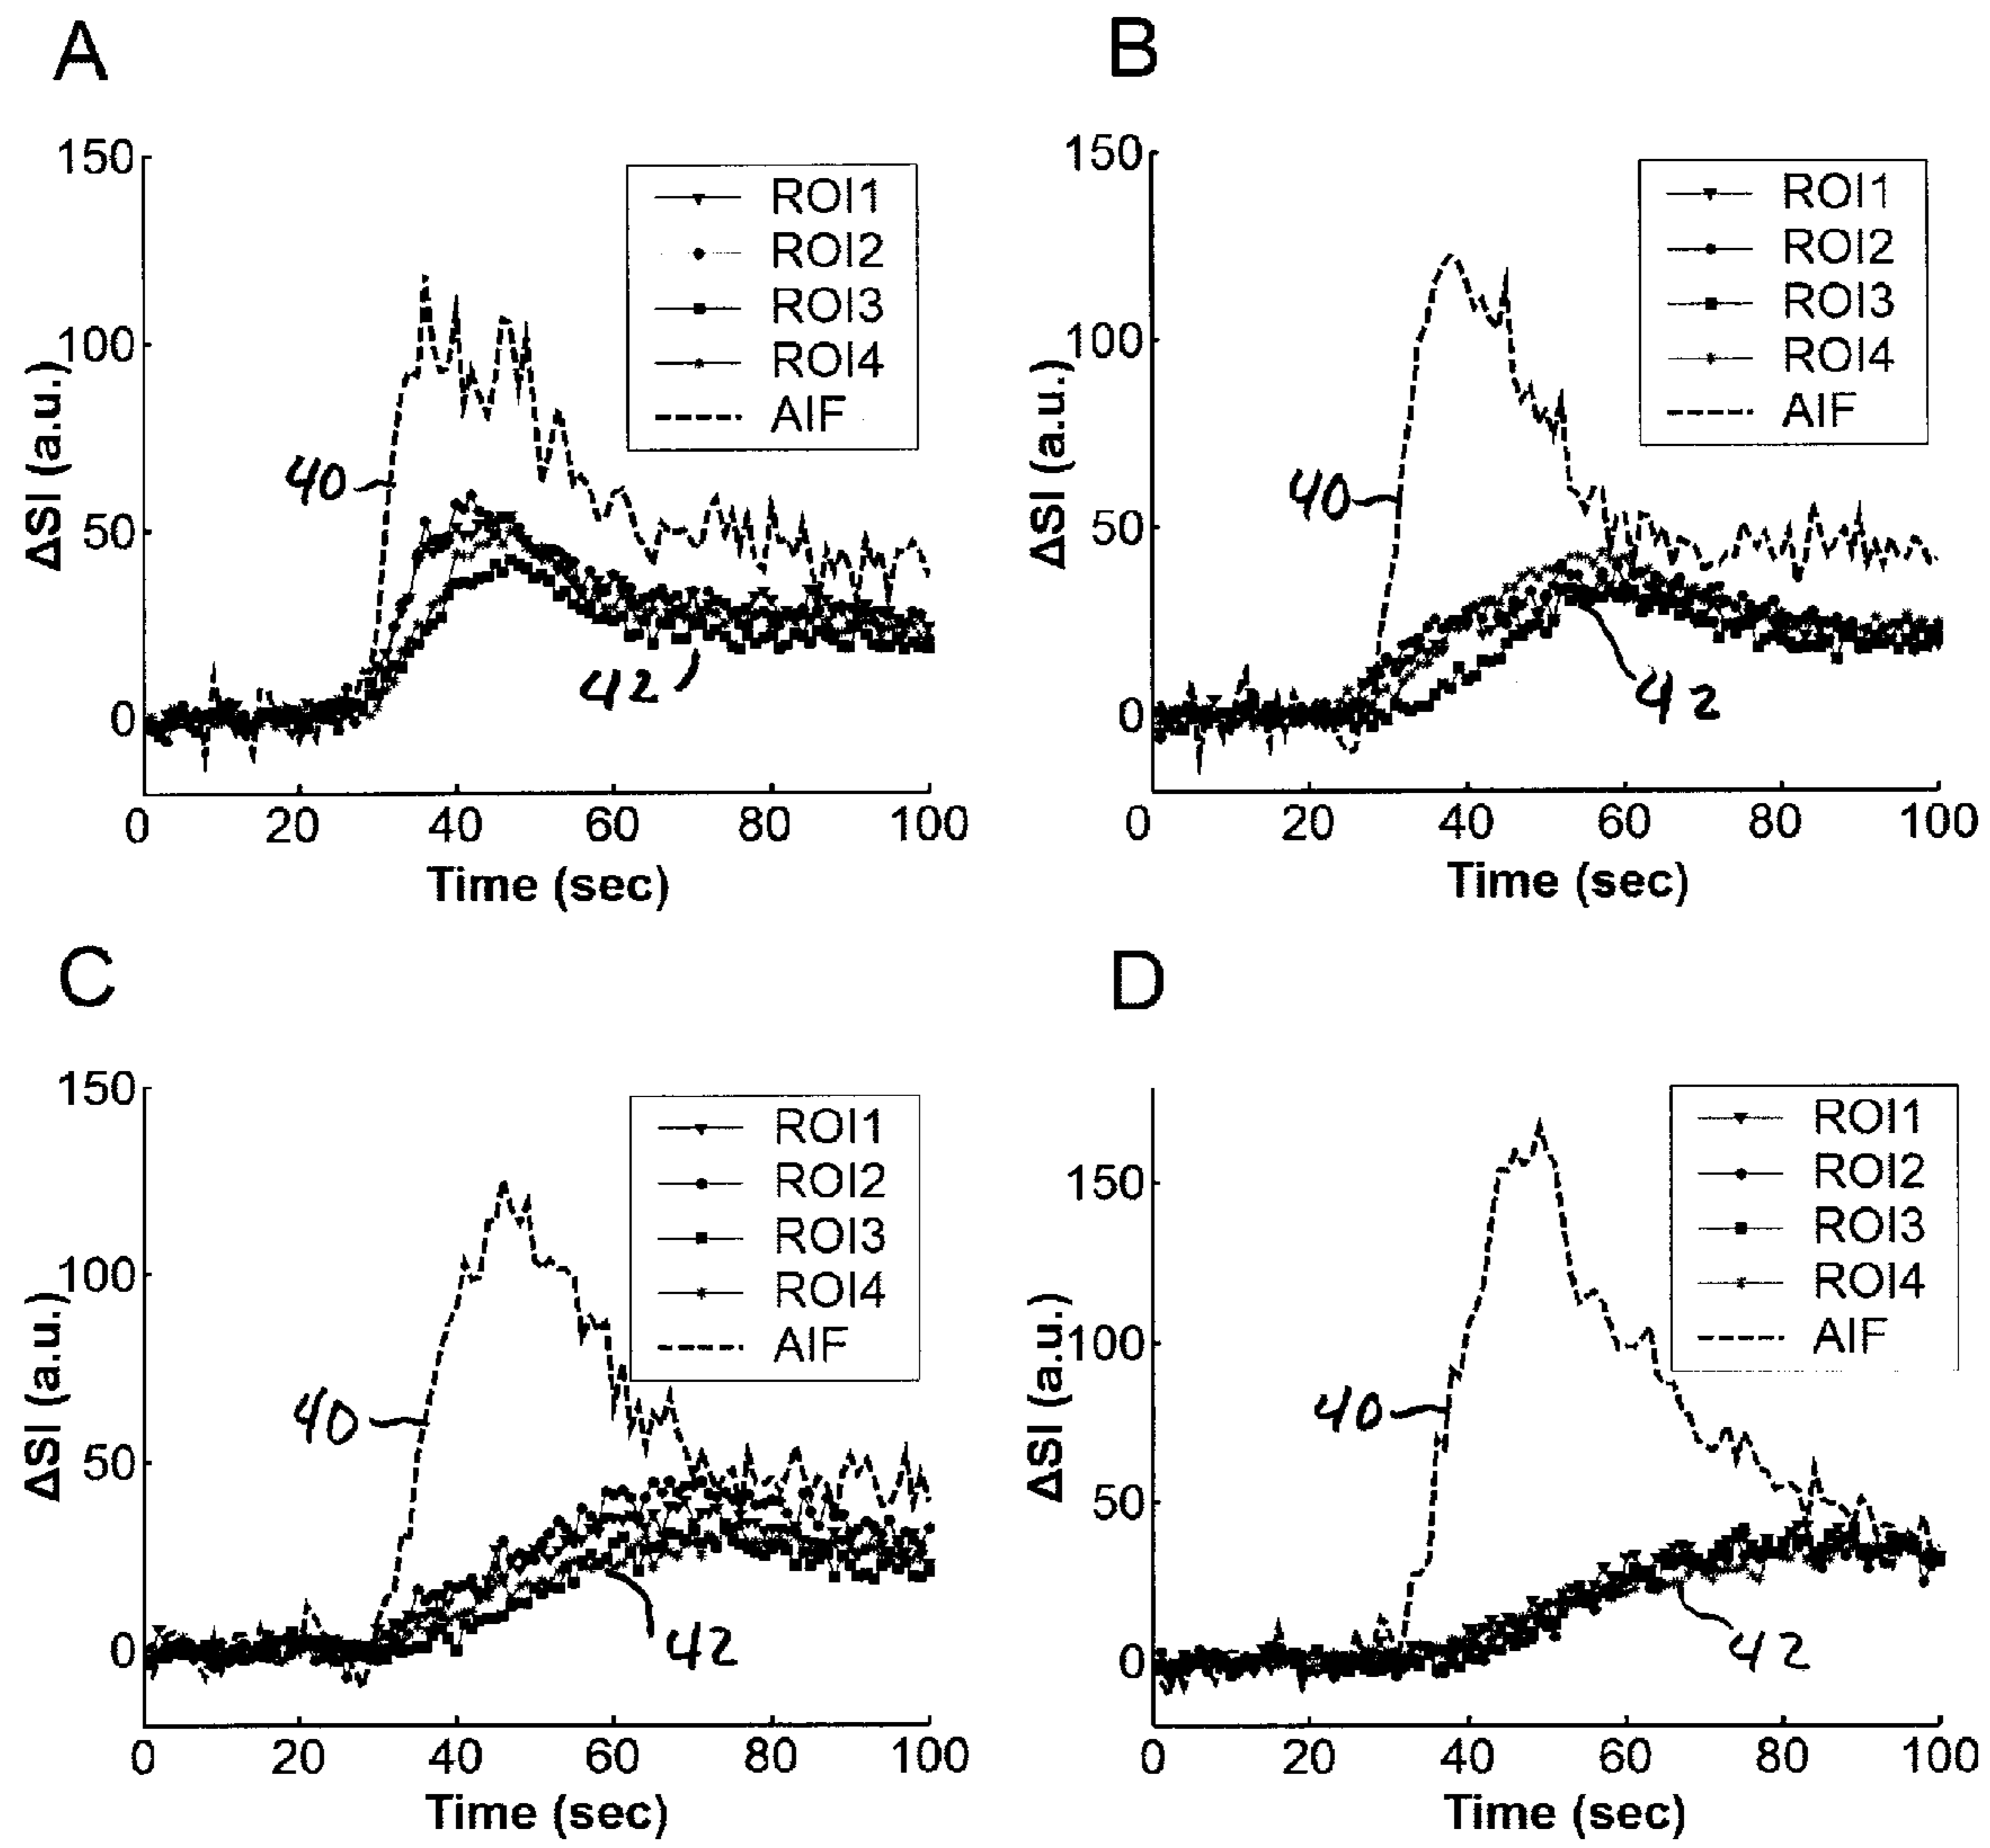 A
150
100
50
0
ΔSI (a.u.)
ROI1
ROI2
ROI3
ROI4
AIF
40
42
0 20 40 60 80 100
Time (sec)
B
150
100
50
0
ΔSI (a.u.)
ROI1
ROI2
ROI3
ROI4
AIF
40
42
0 20 40 60 80 100
Time (sec)
C
150
100
50
0
ΔSI (a.u.)
ROI1
ROI2
ROI3
ROI4
AIF
40
42
0 20 40 60 80 100
Time (sec)
D
150
100
50
0
ΔSI (a.u.)
ROI1
ROI2
ROI3
ROI4
AIF
40
42
0 20 40 60 80 100
Time (sec)